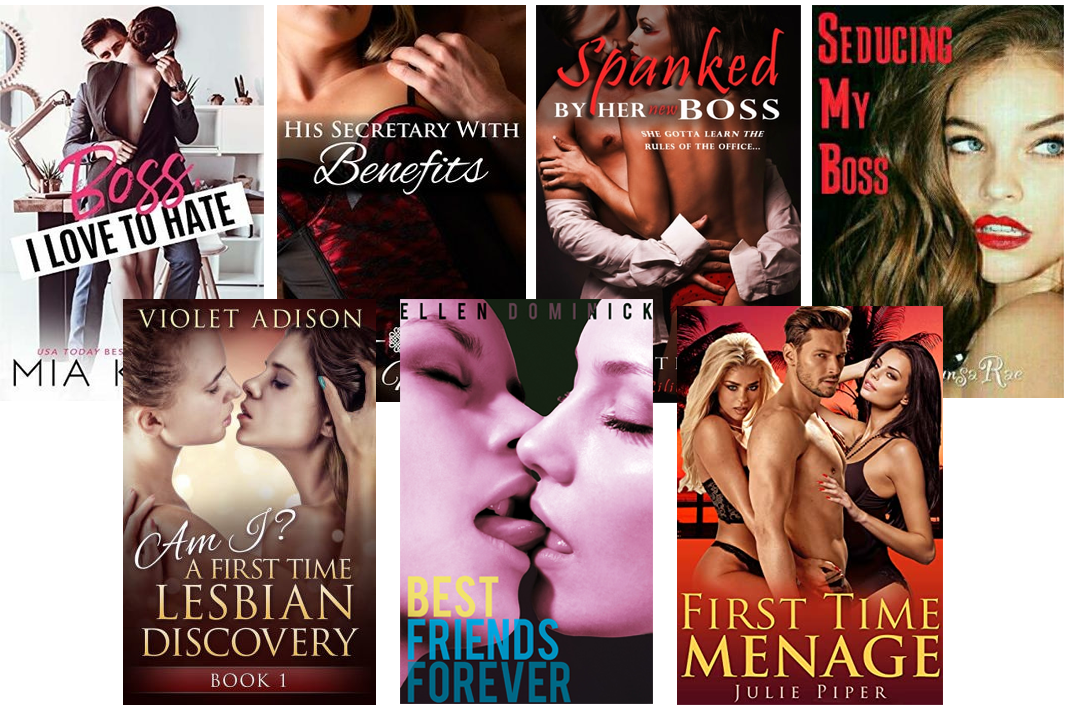 Boss
I LOVE TO HATE
USA TODAY BES
MIA K
HIS SECRETARY WITH
Benefits
Spanked
BY HER new BOSS
SHE GOTTA LEARN THE
RULES OF THE OFFICE...
SEDUCING
MY
BOSS
Rae
VIOLET ADISON
Am I?
A FIRST TIME
LESBIAN
DISCOVERY
BOOK 1
ELLEN DOMINICK
BEST
FRIENDS
FOREVER
FIRST TIME
MENAGE
JULIE PIPER